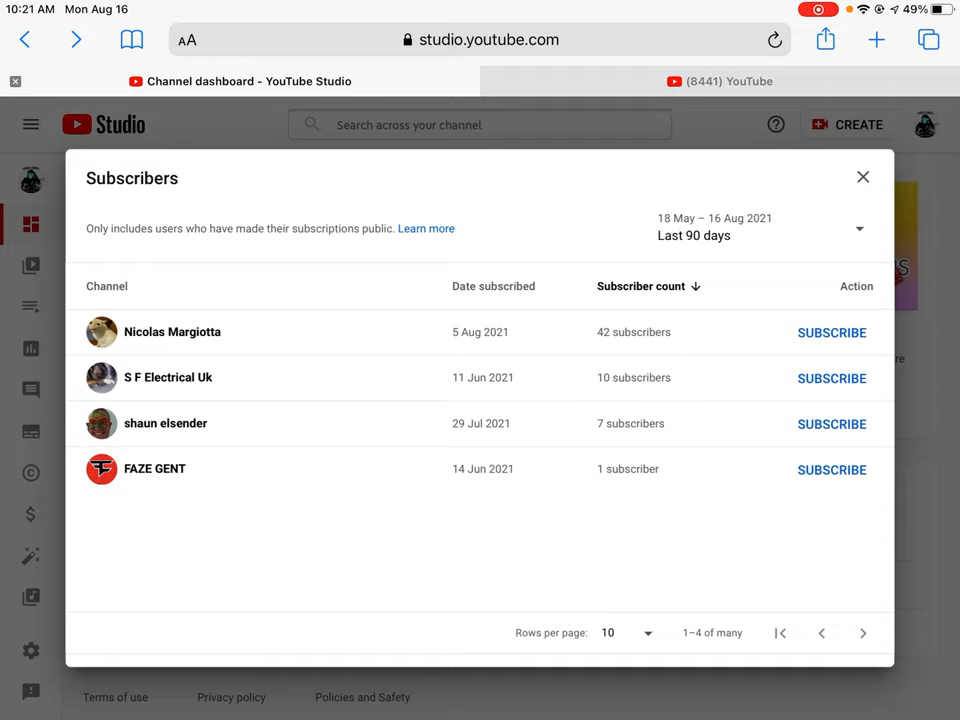 10:21 AM Mon Aug 16
49%
AA
studio.youtube.com
Channel dashboard - YouTube Studio
(8441) YouTube
Studio
Search across your channel
CREATE
Subscribers
Only includes users who have made their subscriptions public. Learn more
18 May – 16 Aug 2021
Last 90 days
Channel Date subscribed Subscriber count Action
Nicolas Margiotta 5 Aug 2021 42 subscribers SUBSCRIBE
S F Electrical Uk 11 Jun 2021 10 subscribers SUBSCRIBE
shaun elsender 29 Jul 2021 7 subscribers SUBSCRIBE
FAZE GENT 14 Jun 2021 1 subscriber SUBSCRIBE
Rows per page: 10 1–4 of many
Terms of use Privacy policy Policies and Safety